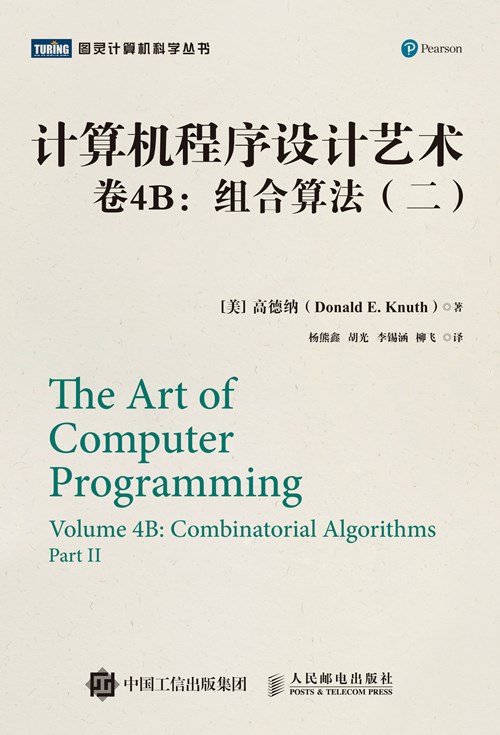 TURING 图灵计算机科学丛书
Pearson
计算机程序设计艺术
卷4B：组合算法（二）
[美] 高德纳（Donald E. Knuth）◎著
杨熊鑫 胡光 李锡涵 柳飞 ◎译
The Art of
Computer
Programming
Volume 4B: Combinatorial Algorithms
Part II
中国工信出版集团
人民邮电出版社
POSTS & TELECOM PRESS